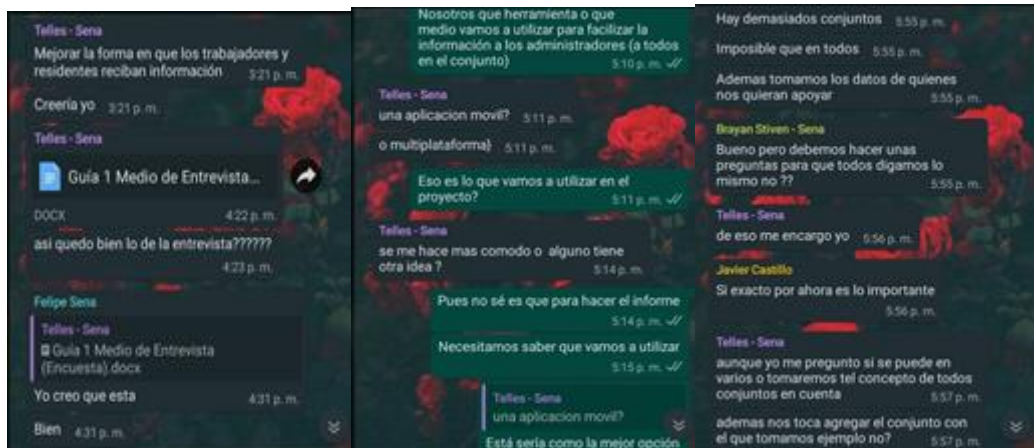 Telles - Sena
Mejorar la forma en que los trabajadores y
residentes reciban información 3:21 p. m.
Creería yo 3:21 p. m.
Telles - Sena
Guía 1 Medio de Entrevista...
DOCX 4:22 p. m.
asi quedo bien lo de la entrevista??????
4:23 p. m.
Felipe Sena
Telles - Sena
Guía 1 Medio de Entrevista
(Encuesta).docx
Yo creo que esta 4:31 p. m.
Bien 4:31 p. m.
Nosotros que herramienta o que
medio vamos a utilizar para facilizar la
información a los administradores (a todos
en el conjunto)
5:10 p. m.
Telles - Sena
una aplicacion movil? 5:11 p. m.
o multiplataforma} 5:11 p. m.
Eso es lo que vamos a utilizar en el
proyecto? 5:11 p. m.
Telles - Sena
se me hace mas comodo o alguno tiene
otra idea ? 5:14 p. m.
Pues no sé es que para hacer el informe
5:14 p. m.
Necesitamos saber que vamos a utilizar
5:15 p. m.
Telles - Sena
una aplicacion movil?
Está sería como la mejor opción
Hay demasiados conjuntos 5:55 p. m.
Imposible que en todos 5:55 p. m.
Ademas tomamos los datos de quienes
nos quieran apoyar 5:55 p. m.
Brayan Stiven - Sena
Bueno pero debemos hacer unas
preguntas para que todos digamos lo
mismo no ??
5:55 p. m.
Telles - Sena
de eso me encargo yo 5:56 p. m.
Javier Castillo
Si exacto por ahora es lo importante
5:56 p. m.
Telles - Sena
aunque yo me pregunto si se puede en
varios o tomaremos tel concepto de todos
conjuntos en cuenta 5:57 p. m.
ademas nos toca agregar el conjunto con
el que tomamos ejemplo no? 5:57 p. m.